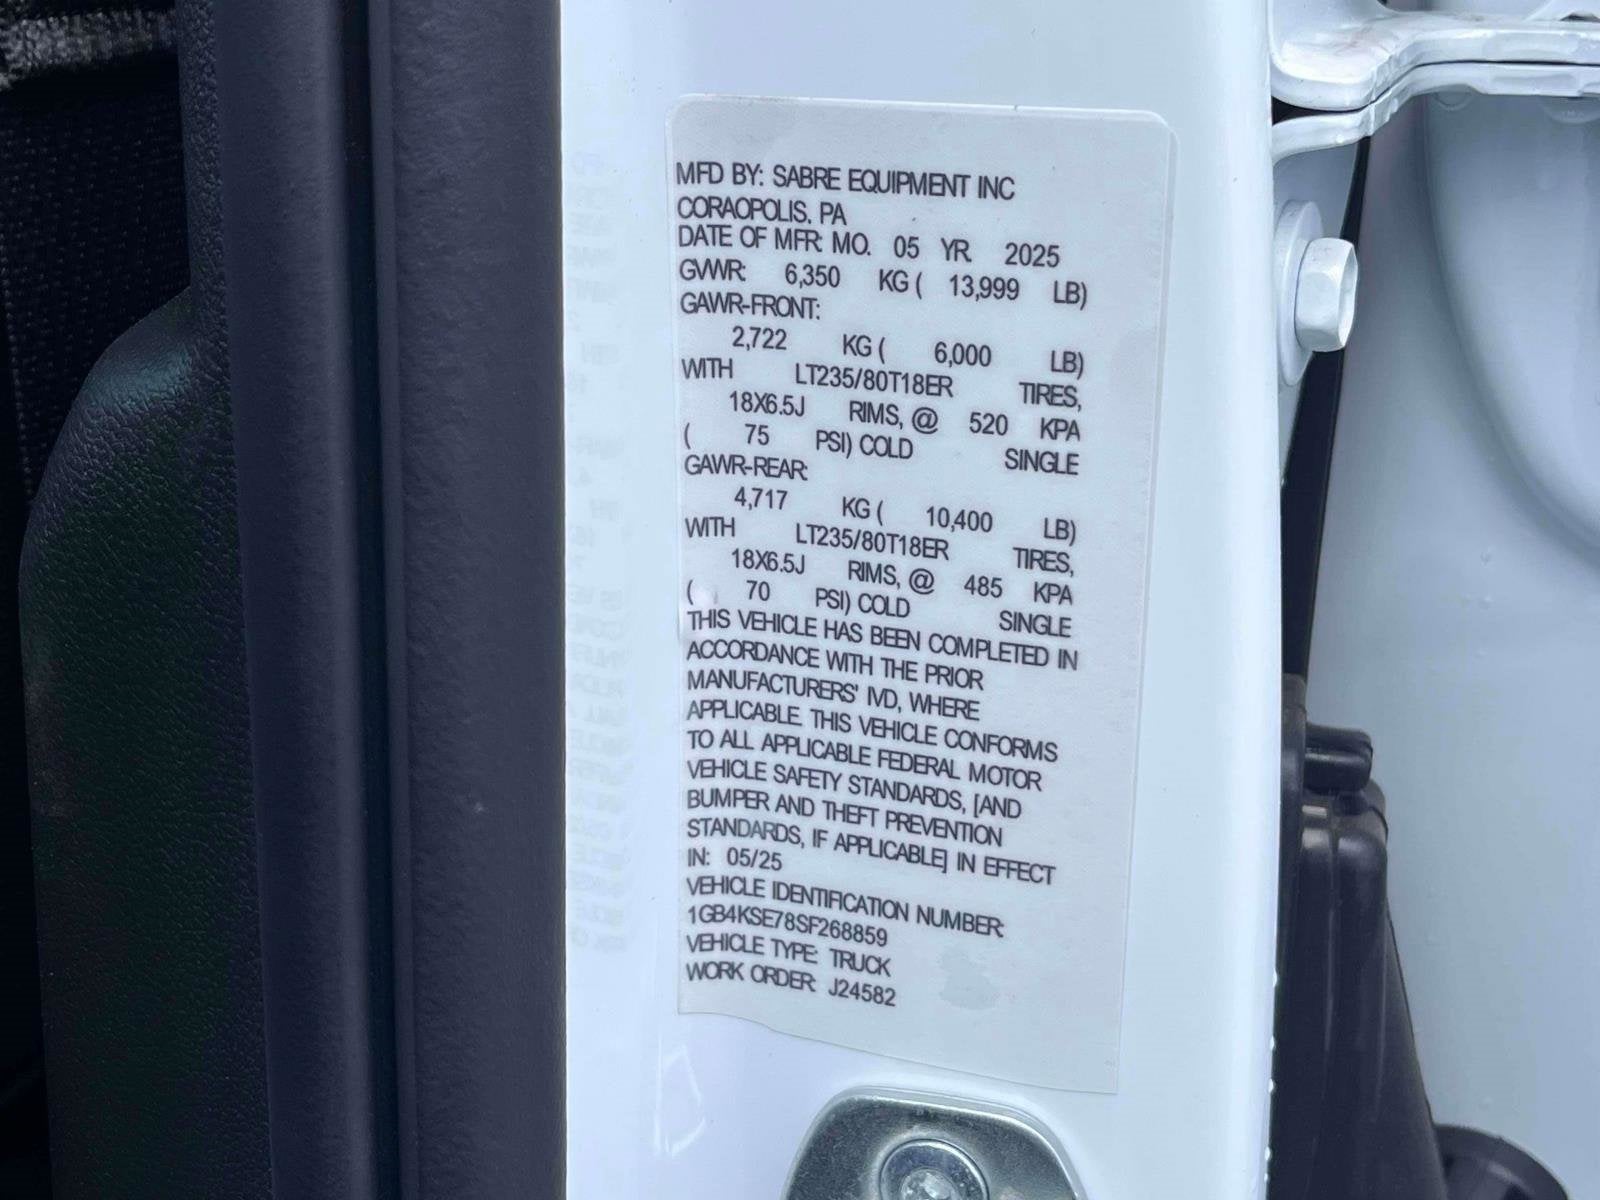 MFD BY: SABRE EQUIPMENT INC
CORAOPOLIS, PA
DATE OF MFR: MO. 05 YR. 2025
GVWR: 6,350 KG ( 13,999 LB)
GAWR-FRONT:
2,722 KG ( 6,000 LB)
WITH LT235/80T18ER TIRES,
18X6.5J RIMS, @ 520 KPA
( 75 PSI) COLD SINGLE
GAWR-REAR:
4,717 KG ( 10,400 LB)
WITH LT235/80T18ER TIRES,
18X6.5J RIMS, @ 485 KPA
( 70 PSI) COLD SINGLE
THIS VEHICLE HAS BEEN COMPLETED IN
ACCORDANCE WITH THE PRIOR
MANUFACTURERS' IVD, WHERE
APPLICABLE. THIS VEHICLE CONFORMS
TO ALL APPLICABLE FEDERAL MOTOR
VEHICLE SAFETY STANDARDS, [AND
BUMPER AND THEFT PREVENTION
STANDARDS, IF APPLICABLE] IN EFFECT
IN: 05/25
VEHICLE IDENTIFICATION NUMBER:
1GB4KSE78SF268859
VEHICLE TYPE: TRUCK
WORK ORDER: J24582